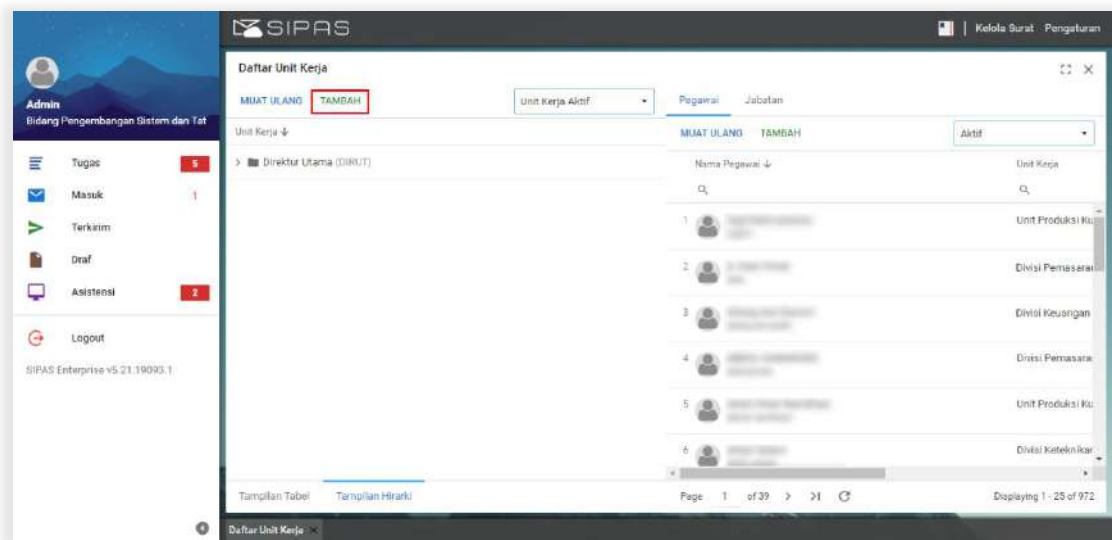 SIPAS
Kelola Surat Pengaturan
Admin
Bidang Pengembangan Sistem dan Tat
Tugas 5
Masuk 1
Terkirim
Draf
Asistensi 2
Logout
SIPAS Enterprise v5.21.19093.1
Daftar Unit Kerja
MUAT ULANG TAMBAH Unit Kerja Aktif
Unit Kerja
Direktur Utama (DIRUT)
Tampilan Tabel Tampilan Hirarki
Pegawai Jabatan
MUAT ULANG TAMBAH Aktif
Nama Pegawai Unit Kerja
1 Unit Produksi Ku
2 Divisi Pemasaran
3 Divisi Keuangan
4 Divisi Pemasara
5 Unit Produksi Ku
6 Divisi Keteknikan
Page 1 of 39 Displaying 1 - 25 of 972
Daftar Unit Kerja